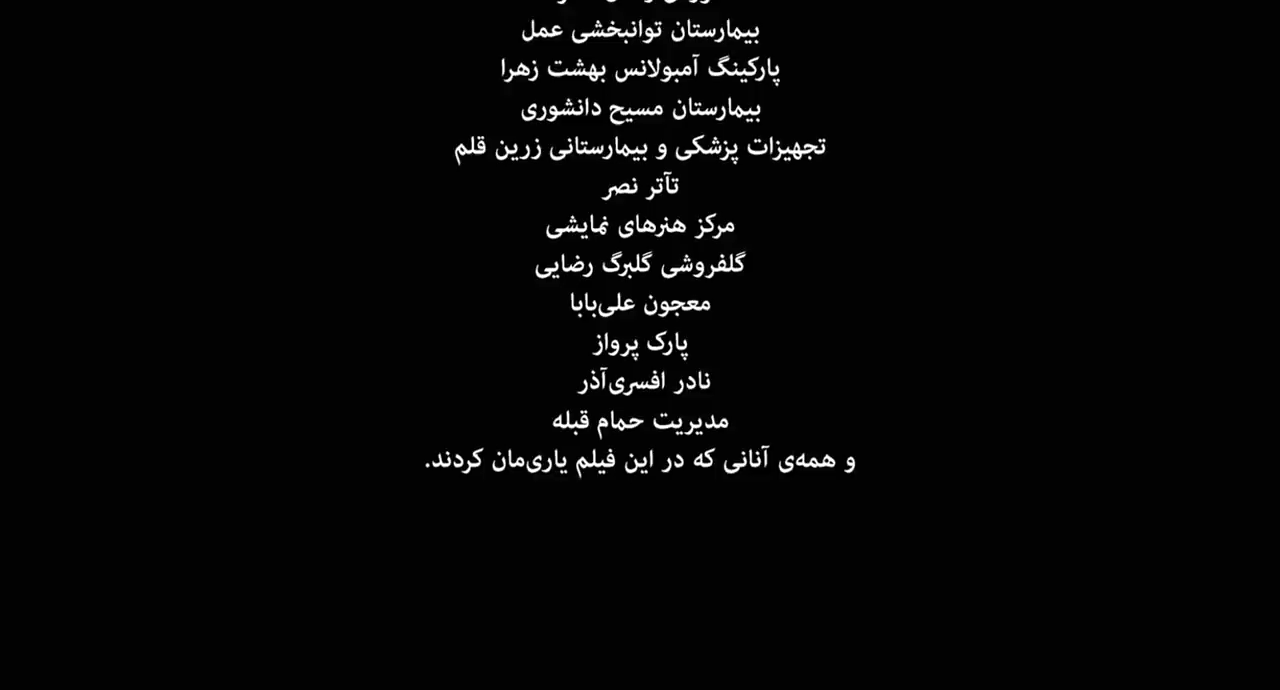 بیمارستان توانبخشی عمل
پارکینگ آمبولانس بهشت زهرا
بیمارستان مسیح دانشوری
تجهیزات پزشکی و بیمارستانی زرین قلم
تآتر نصر
مرکز هنرهای نمایشی
گلفروشی گلبرگ رضایی
معجون علی‌بابا
پارک پرواز
نادر افسری‌آذر
مدیریت حمام قبله
و همه‌ی آنانی که در این فیلم یاری‌مان کردند.